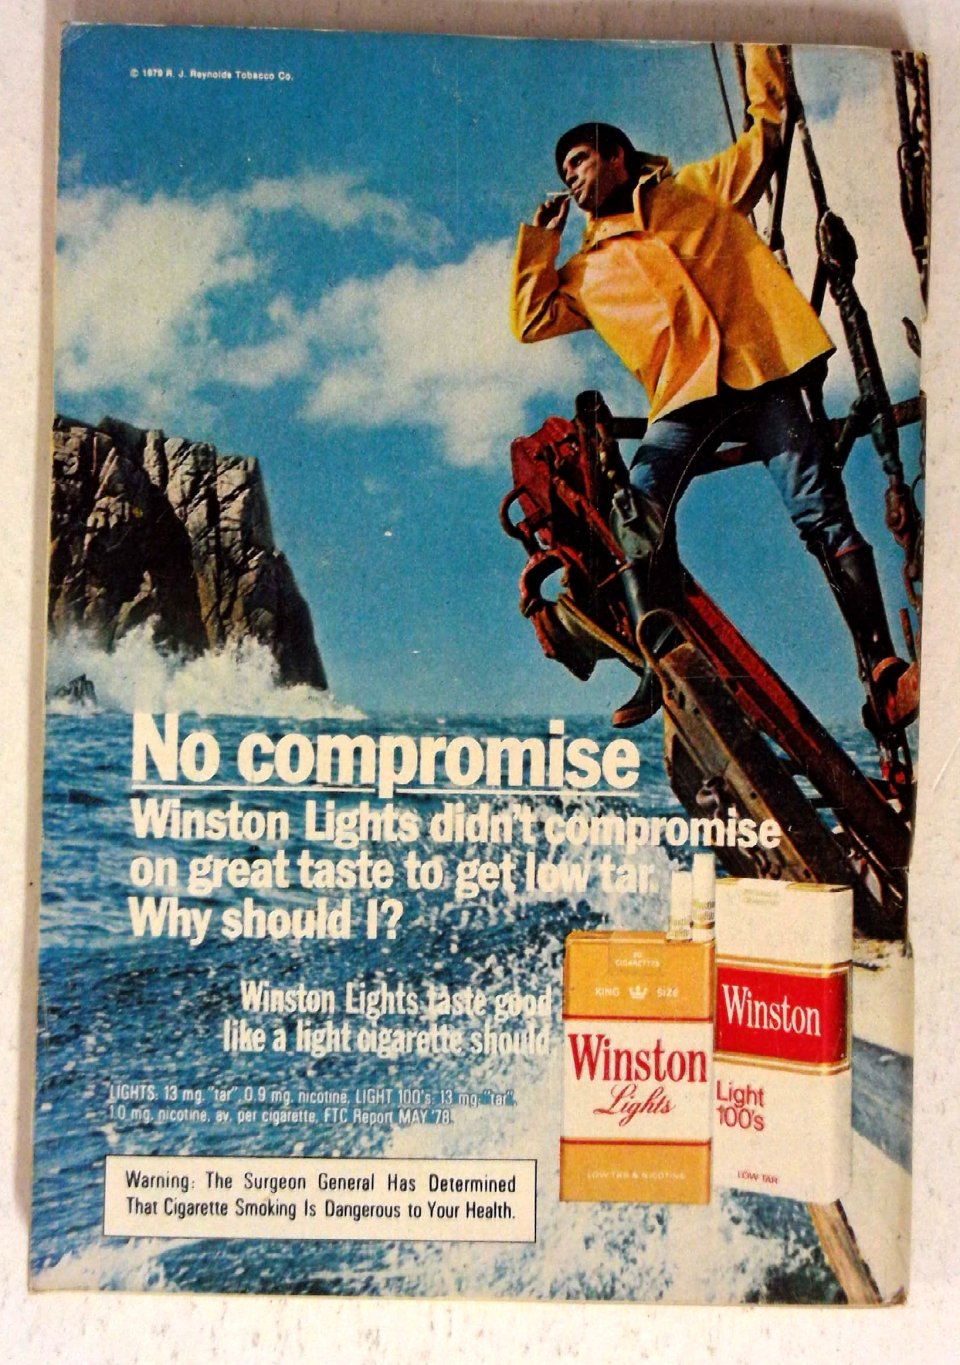 © 1979 R. J. Reynolds Tobacco Co.
No compromise
Winston Lights didn't compromise
on great taste to get low tar.
Why should I?
Winston Lights taste good
like a light cigarette should
LIGHTS: 13 mg. "tar", 0.9 mg. nicotine, LIGHT 100's: 13 mg. "tar",
1.0 mg. nicotine, av. per cigarette, FTC Report MAY '78.
Warning: The Surgeon General Has Determined
That Cigarette Smoking Is Dangerous to Your Health.
20
CIGARETTES
KING SIZE
Winston
Lights
LOW TAR & NICOTINE
Winston
Light
100's
LOW TAR